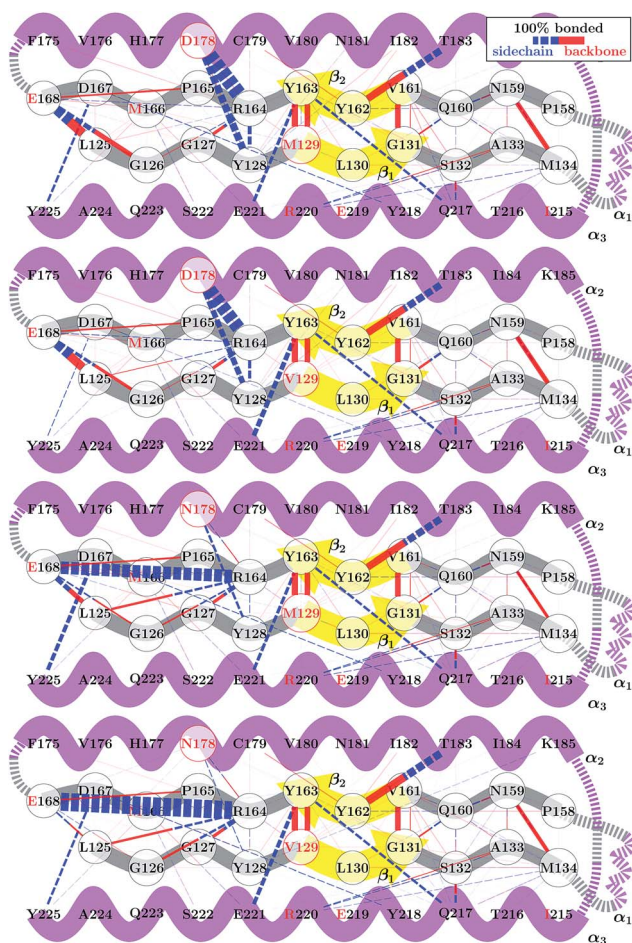 100% bonded
sidechain backbone
F175 V176 H177 D178 C179 V180 N181 I182 T183
β2
E168 D167 M166 P165 R164 Y163 Y162 V161 Q160 N159 P158
L125 G126 G127 Y128 M129 L130 G131 S132 A133 M134
β1
Y225 A224 Q223 S222 E221 R220 E219 Y218 Q217 T216 I215
α1
α3
F175 V176 H177 D178 C179 V180 N181 I182 T183 I184 K185
α2
β2
E168 D167 M166 P165 R164 Y163 Y162 V161 Q160 N159 P158
L125 G126 G127 Y128 V129 L130 G131 S132 A133 M134
β1
Y225 A224 Q223 S222 E221 R220 E219 Y218 Q217 T216 I215
α1
α3
F175 V176 H177 N178 C179 V180 N181 I182 T183 I184 K185
α2
β2
E168 D167 M166 P165 R164 Y163 Y162 V161 Q160 N159 P158
L125 G126 G127 Y128 M129 L130 G131 S132 A133 M134
β1
Y225 A224 Q223 S222 E221 R220 E219 Y218 Q217 T216 I215
α1
α3
F175 V176 H177 N178 C179 V180 N181 I182 T183 I184 K185
α2
β2
E168 D167 M166 P165 R164 Y163 Y162 V161 Q160 N159 P158
L125 G126 G127 Y128 V129 L130 G131 S132 A133 M134
β1
Y225 A224 Q223 S222 E221 R220 E219 Y218 Q217 T216 I215
α1
α3